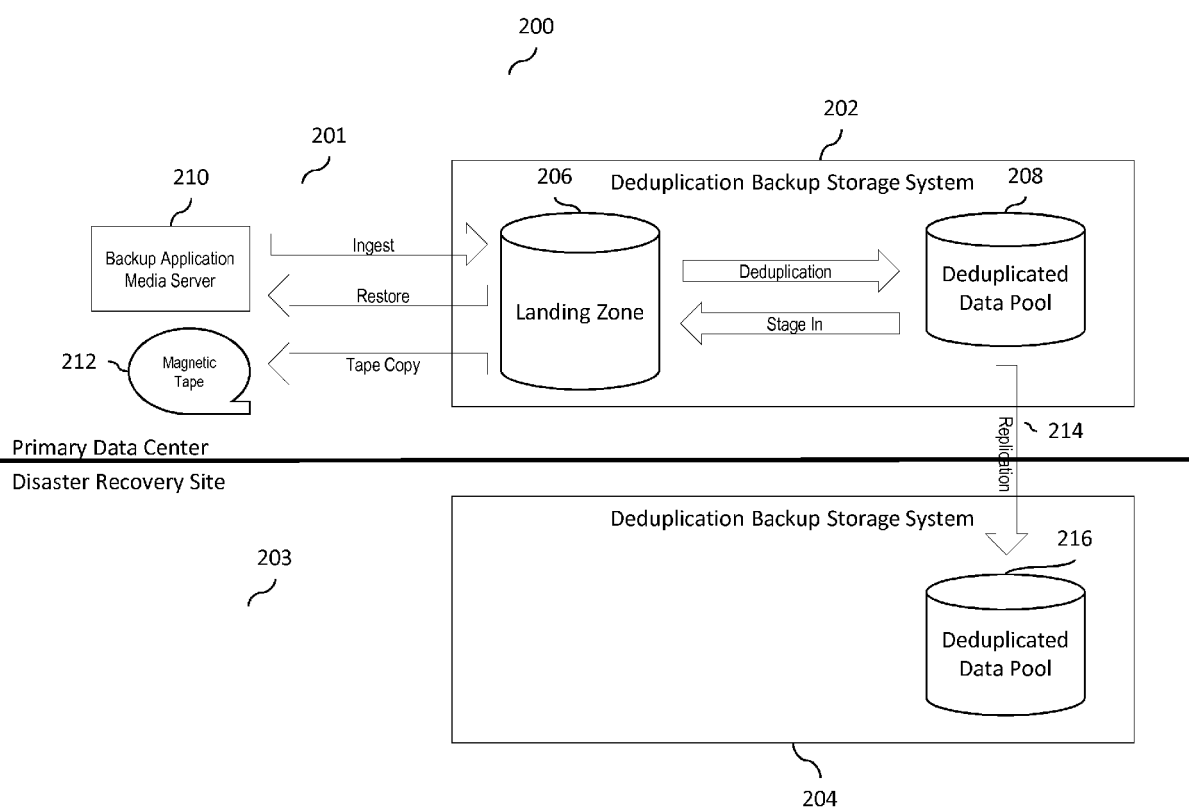 200
202
201
210
206
Deduplication Backup Storage System
208
Backup Application
Media Server
Ingest
Restore
Tape Copy
Landing Zone
Deduplication
Stage In
Deduplicated
Data Pool
212
Magnetic
Tape
Replication
214
Primary Data Center
Disaster Recovery Site
Deduplication Backup Storage System
203
216
Deduplicated
Data Pool
204